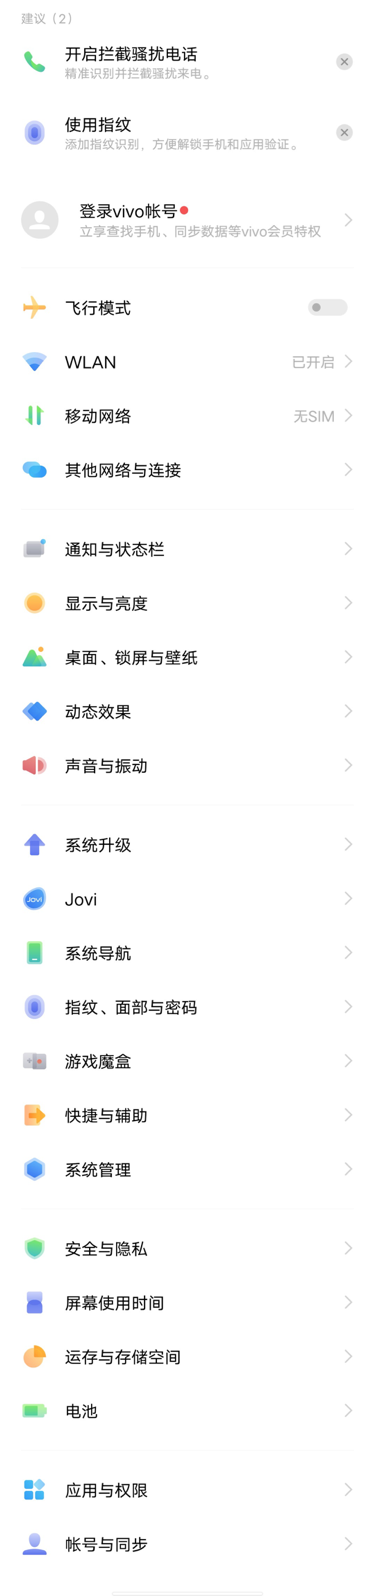 建议（2）
开启拦截骚扰电话
精准识别并拦截骚扰来电。
使用指纹
添加指纹识别，方便解锁手机和应用验证。
登录vivo帐号
立享查找手机、同步数据等vivo会员特权
飞行模式
WLAN 已开启
移动网络 无SIM
其他网络与连接
通知与状态栏
显示与亮度
桌面、锁屏与壁纸
动态效果
声音与振动
系统升级
Jovi Jovi
系统导航
指纹、面部与密码
游戏魔盒
快捷与辅助
系统管理
安全与隐私
屏幕使用时间
运存与存储空间
电池
应用与权限
帐号与同步